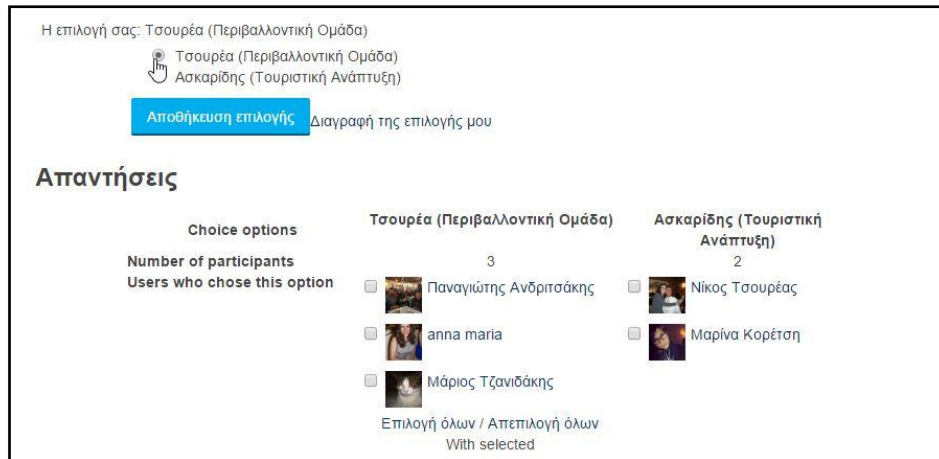 Η επιλογή σας: Τσουρέα (Περιβαλλοντική Ομάδα)
Τσουρέα (Περιβαλλοντική Ομάδα)
Ασκαρίδης (Τουριστική Ανάπτυξη)
Αποθήκευση επιλογής Διαγραφή της επιλογής μου
Απαντήσεις
Choice options Τσουρέα (Περιβαλλοντική Ομάδα) Ασκαρίδης (Τουριστική
Ανάπτυξη)
Number of participants 3 2
Users who chose this option Παναγιώτης Ανδριτσάκης Νίκος Τσουρέας
anna maria Μαρίνα Κορέτση
Μάριος Τζανιδάκης
Επιλογή όλων / Απεπιλογή όλων
With selected